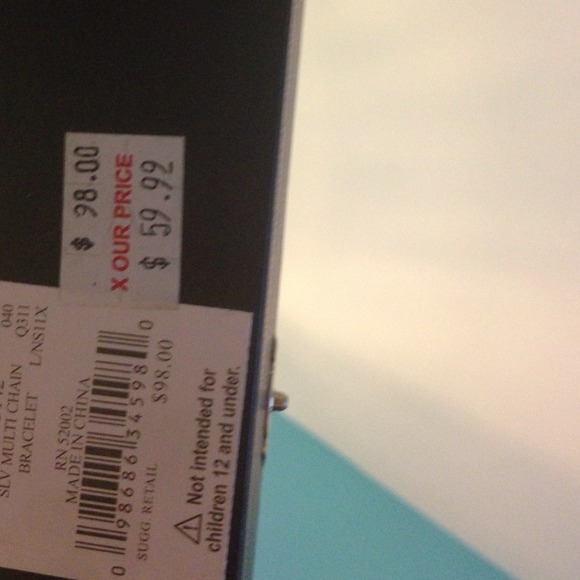 $ 98.00
X OUR PRICE
$ 59.92
040
SLV MULTI CHAIN Q311
BRACELET L/NS11X
RN 52002
MADE IN CHINA
0 98686 34598 0
SUGG. RETAIL $98.00
Not intended for
children 12 and under.